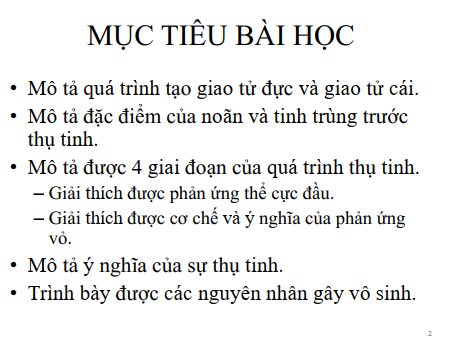 MỤC TIÊU BÀI HỌC
• Mô tả quá trình tạo giao tử đực và giao tử cái.
• Mô tả đặc điểm của noãn và tinh trùng trước
thụ tinh.
• Mô tả được 4 giai đoạn của quá trình thụ tinh.
– Giải thích được phản ứng thể cực đầu.
– Giải thích được cơ chế và ý nghĩa của phản ứng
vỏ.
• Mô tả ý nghĩa của sự thụ tinh.
• Trình bày được các nguyên nhân gây vô sinh.
2